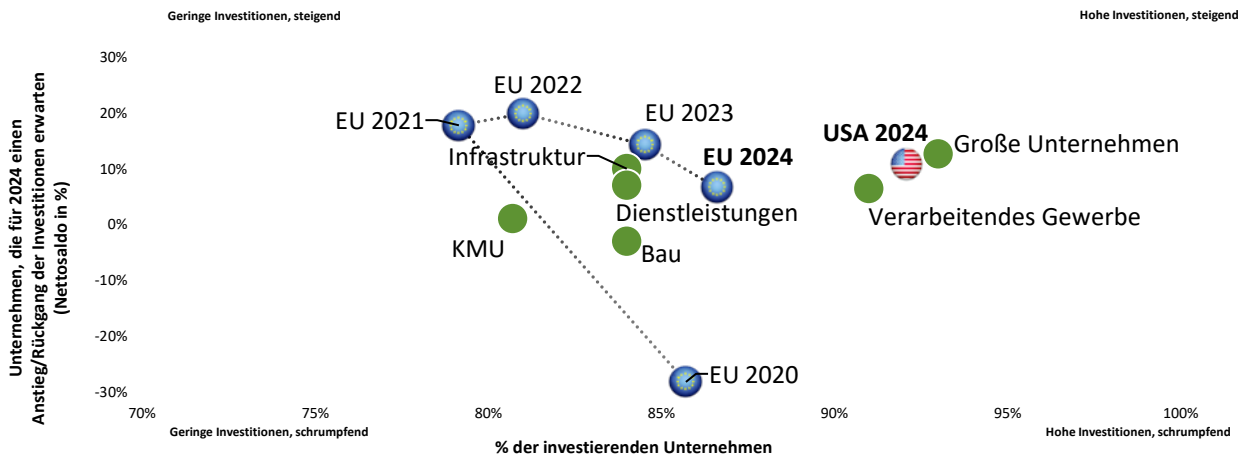 Geringe Investitionen, steigend
Hohe Investitionen, steigend
Unternehmen, die für 2024 einen
Anstieg/Rückgang der Investitionen erwarten
(Nettosaldo in %)
30%
20%
10%
0%
-10%
-20%
-30%
EU 2022
EU 2021
EU 2023
Infrastruktur
EU 2024
USA 2024
Große Unternehmen
Dienstleistungen
Verarbeitendes Gewerbe
KMU
Bau
EU 2020
70%
75%
80%
85%
90%
95%
100%
Geringe Investitionen, schrumpfend
Hohe Investitionen, schrumpfend
% der investierenden Unternehmen